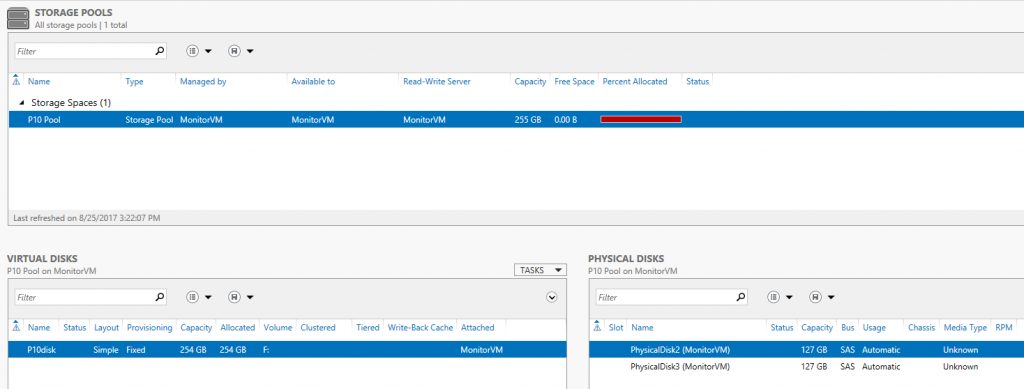 STORAGE POOLS
All storage pools | 1 total
Filter
Name Type Managed by Available to Read-Write Server Capacity Free Space Percent Allocated Status
Storage Spaces (1)
P10 Pool Storage Pool MonitorVM MonitorVM MonitorVM 255 GB 0.00 B
Last refreshed on 8/25/2017 3:22:07 PM
VIRTUAL DISKS
P10 Pool on MonitorVM
TASKS
Filter
Name Status Layout Provisioning Capacity Allocated Volume Clustered Tiered Write-Back Cache Attached
P10disk Simple Fixed 254 GB 254 GB F: MonitorVM
PHYSICAL DISKS
P10 Pool on MonitorVM
Filter
Slot Name Status Capacity Bus Usage Chassis Media Type RPM
PhysicalDisk2 (MonitorVM) 127 GB SAS Automatic Unknown
PhysicalDisk3 (MonitorVM) 127 GB SAS Automatic Unknown